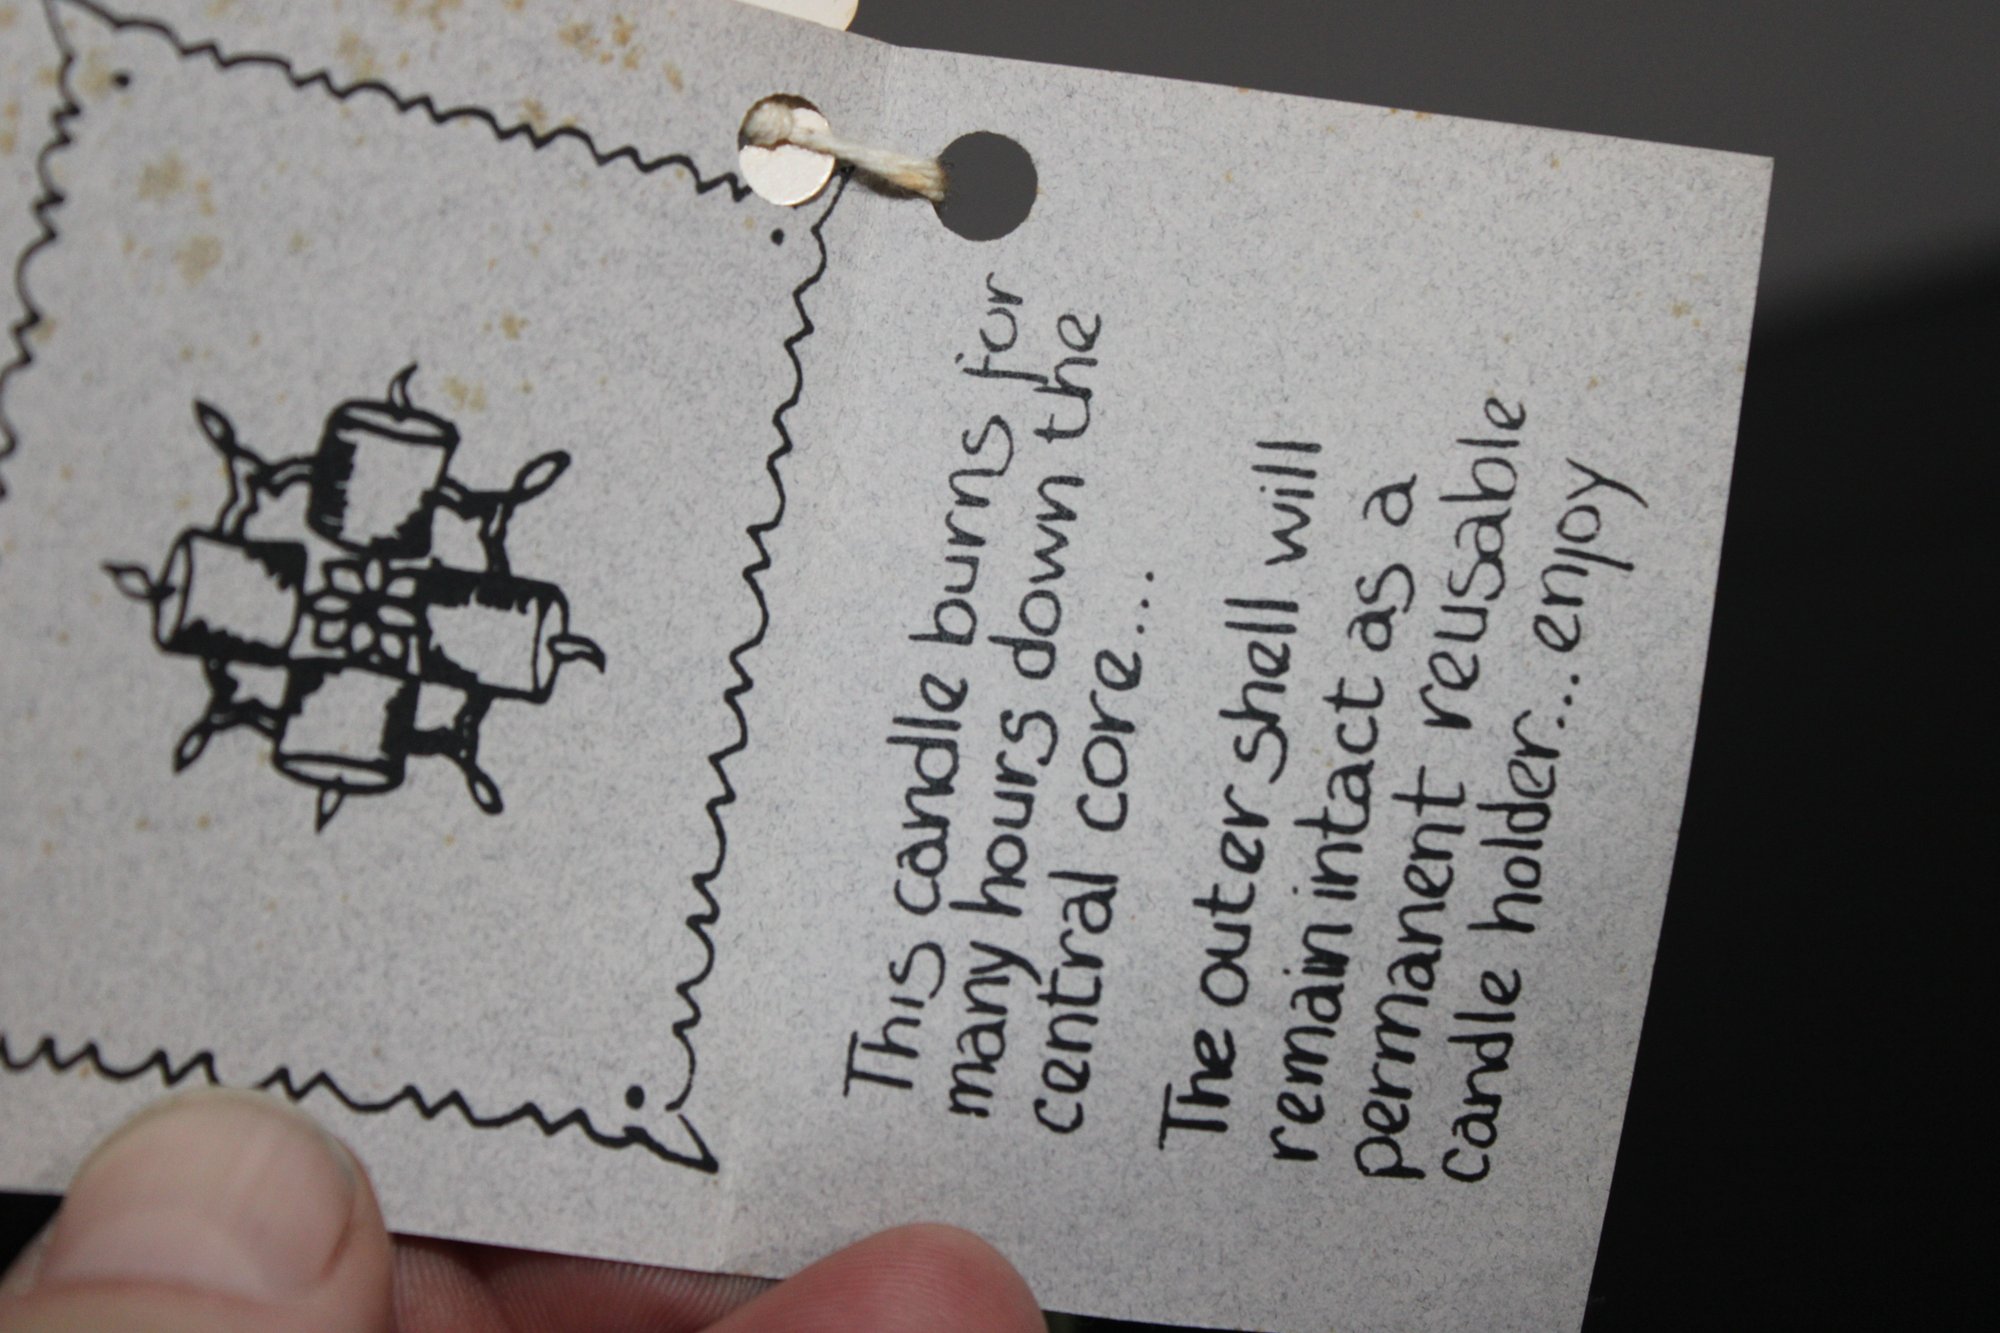 This candle burns for
many hours down the
central core....
The outer shell will
remain intact as a
permanent reusable
candle holder... enjoy